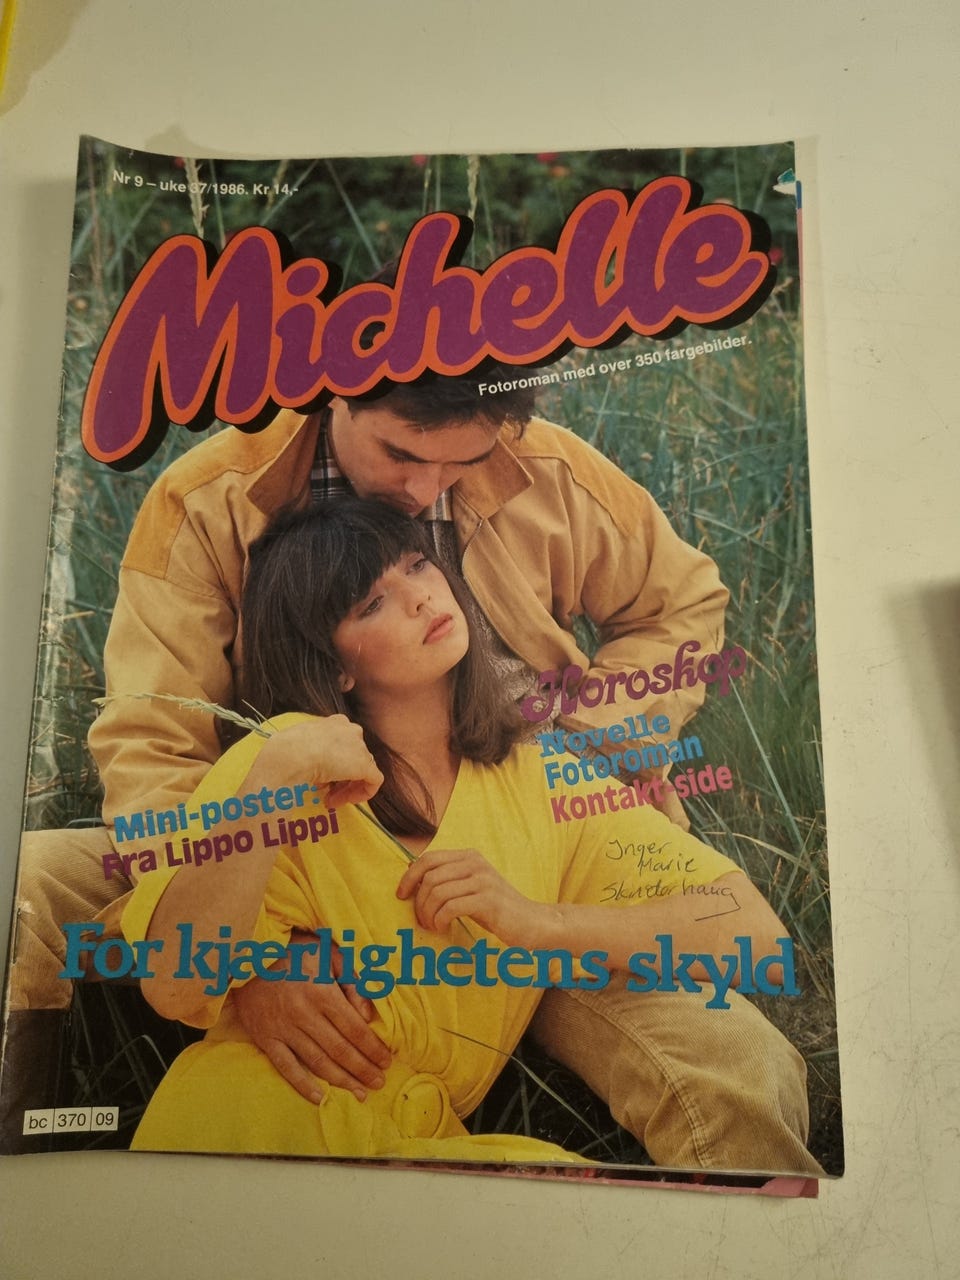 Nr 9 – uke 37/1986. Kr 14,-
Michelle
Fotoroman med over 350 fargebilder.
Horoskop
Novelle
Fotoroman
Kontakt-side
Mini-poster:
Fra Lippo Lippi
Inger
Marie
For kjærlighetens skyld
bc 370 09